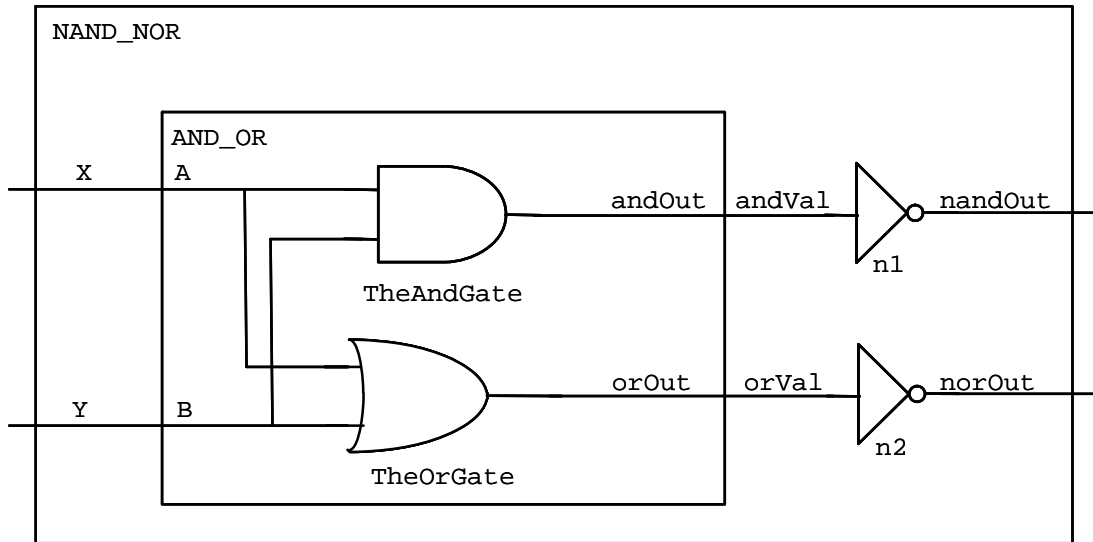 NAND_NOR
AND_OR
X A
andOut andVal nandOut
n1
TheAndGate
orOut orVal norOut
Y B
n2
TheOrGate